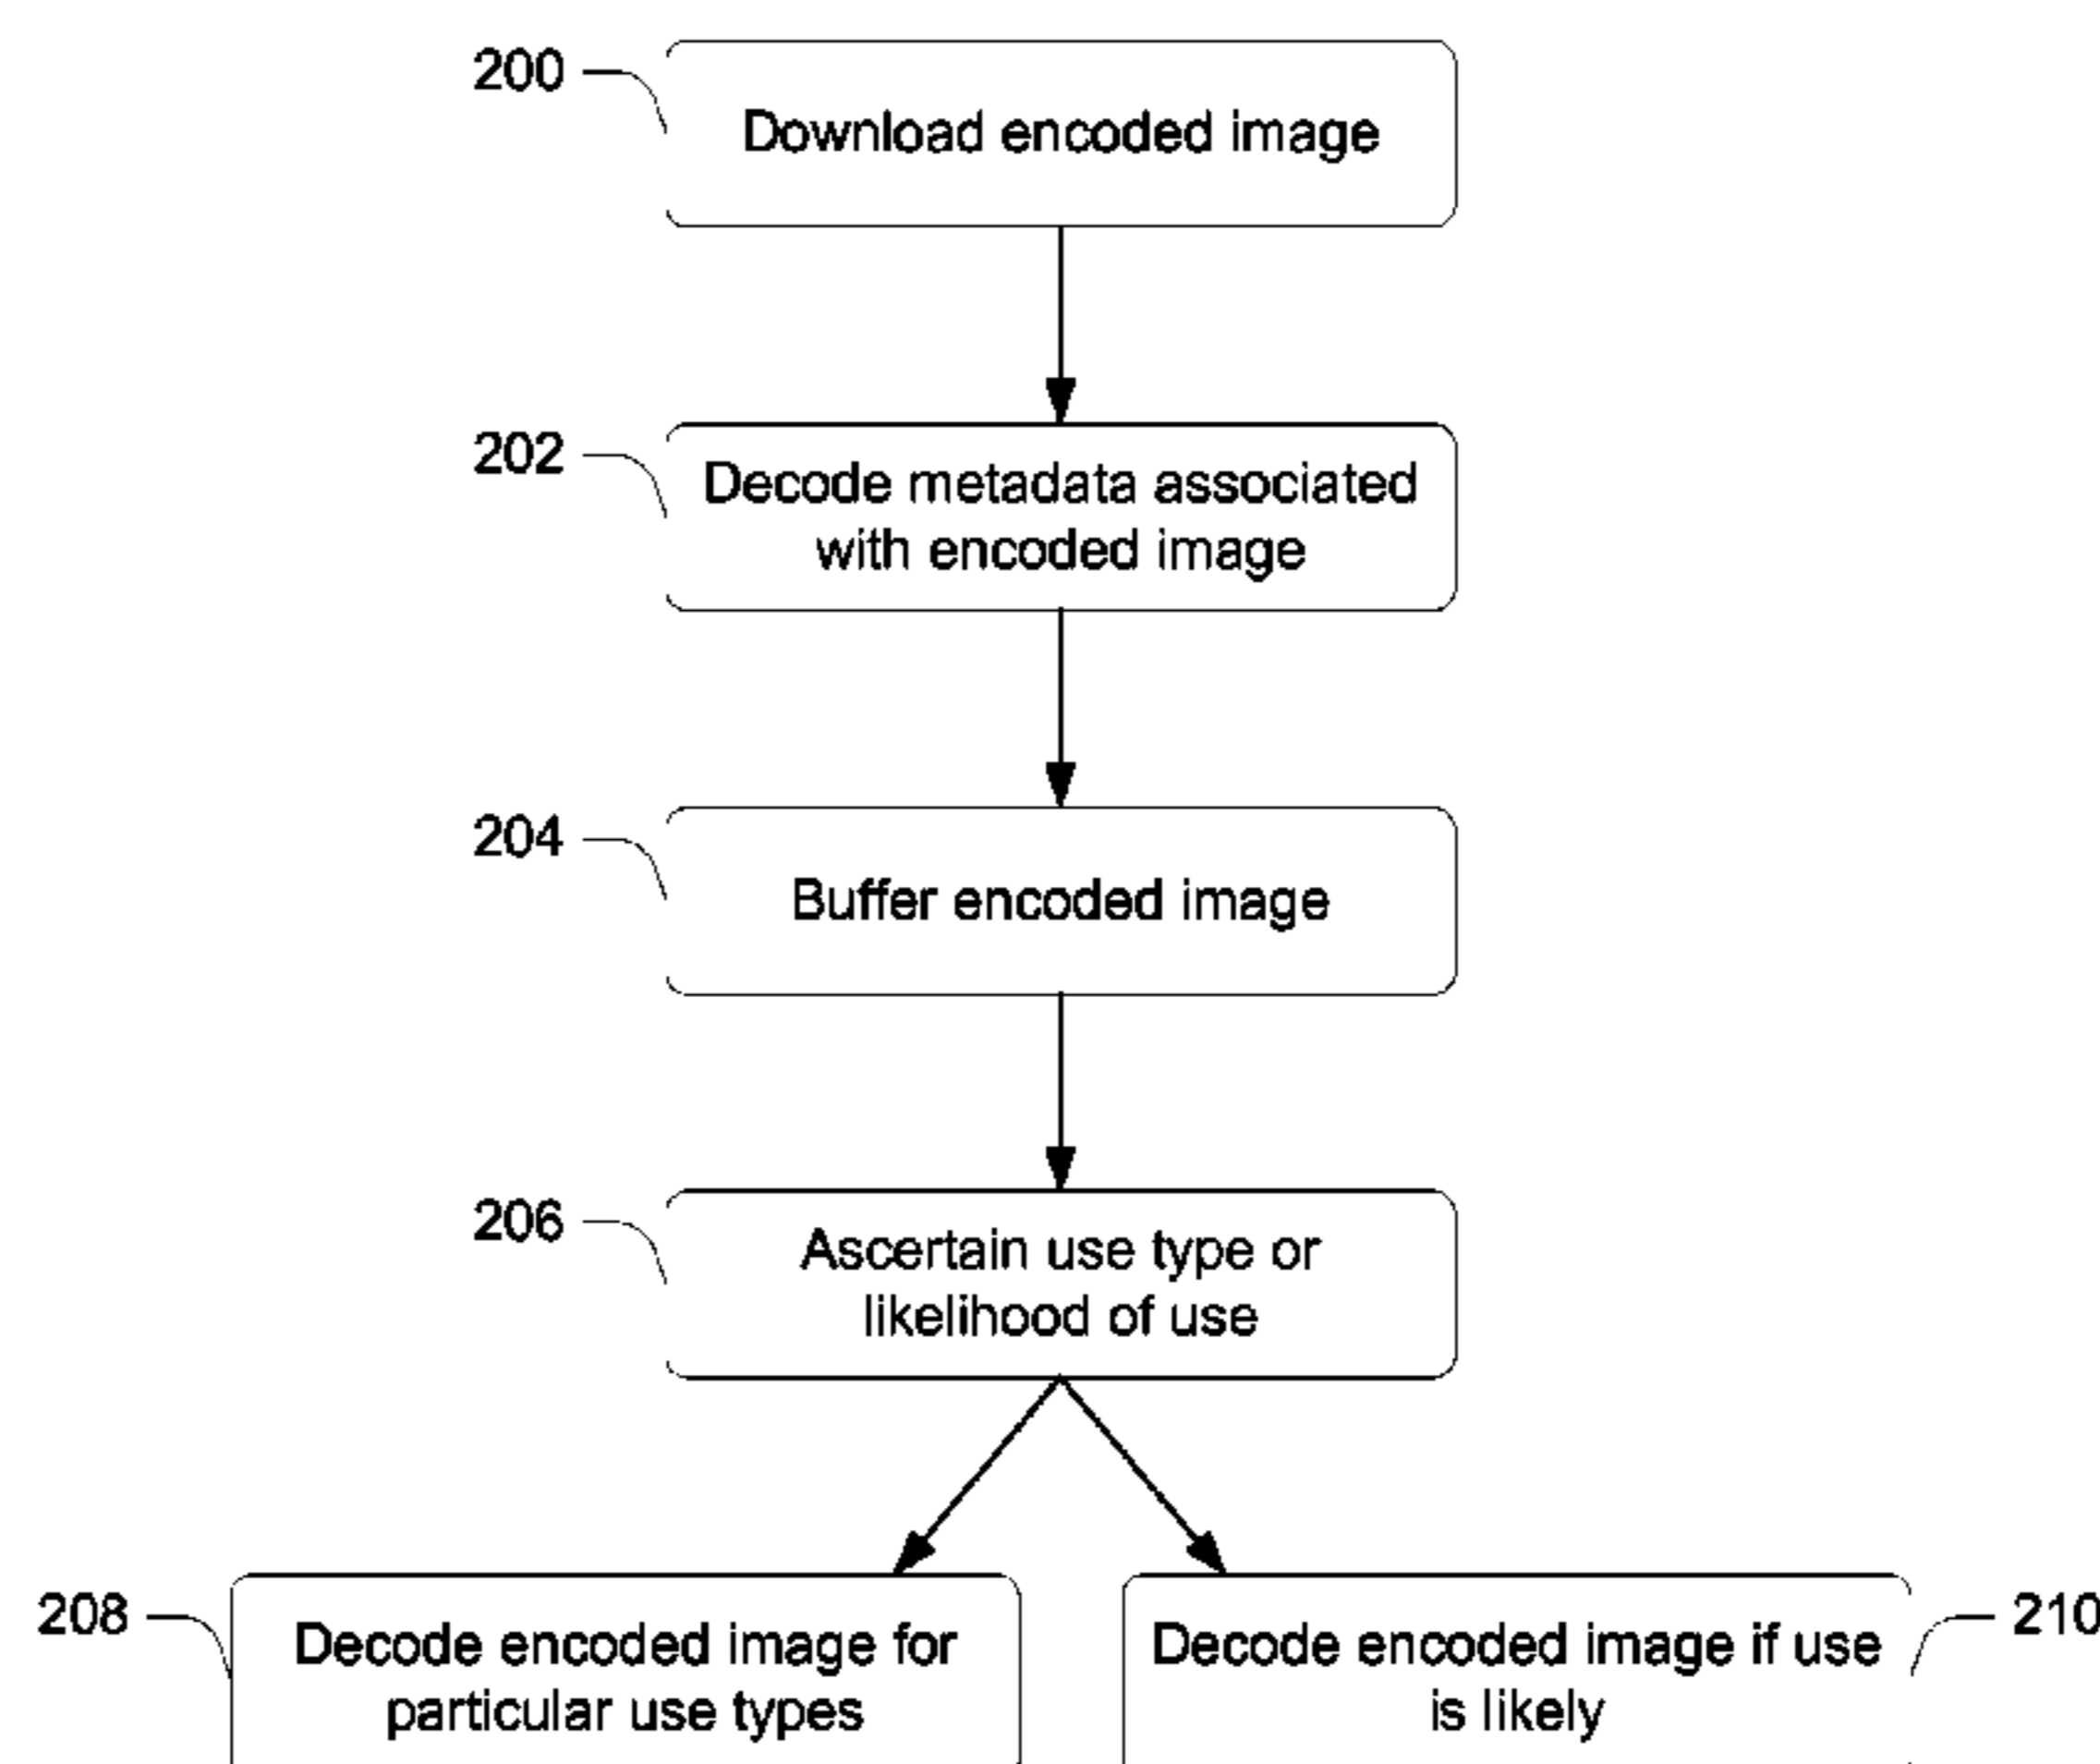 200
Download encoded image
202
Decode metadata associated
with encoded image
204
Buffer encoded image
206
Ascertain use type or
likelihood of use
208
Decode encoded image for
particular use types
Decode encoded image if use
is likely
210